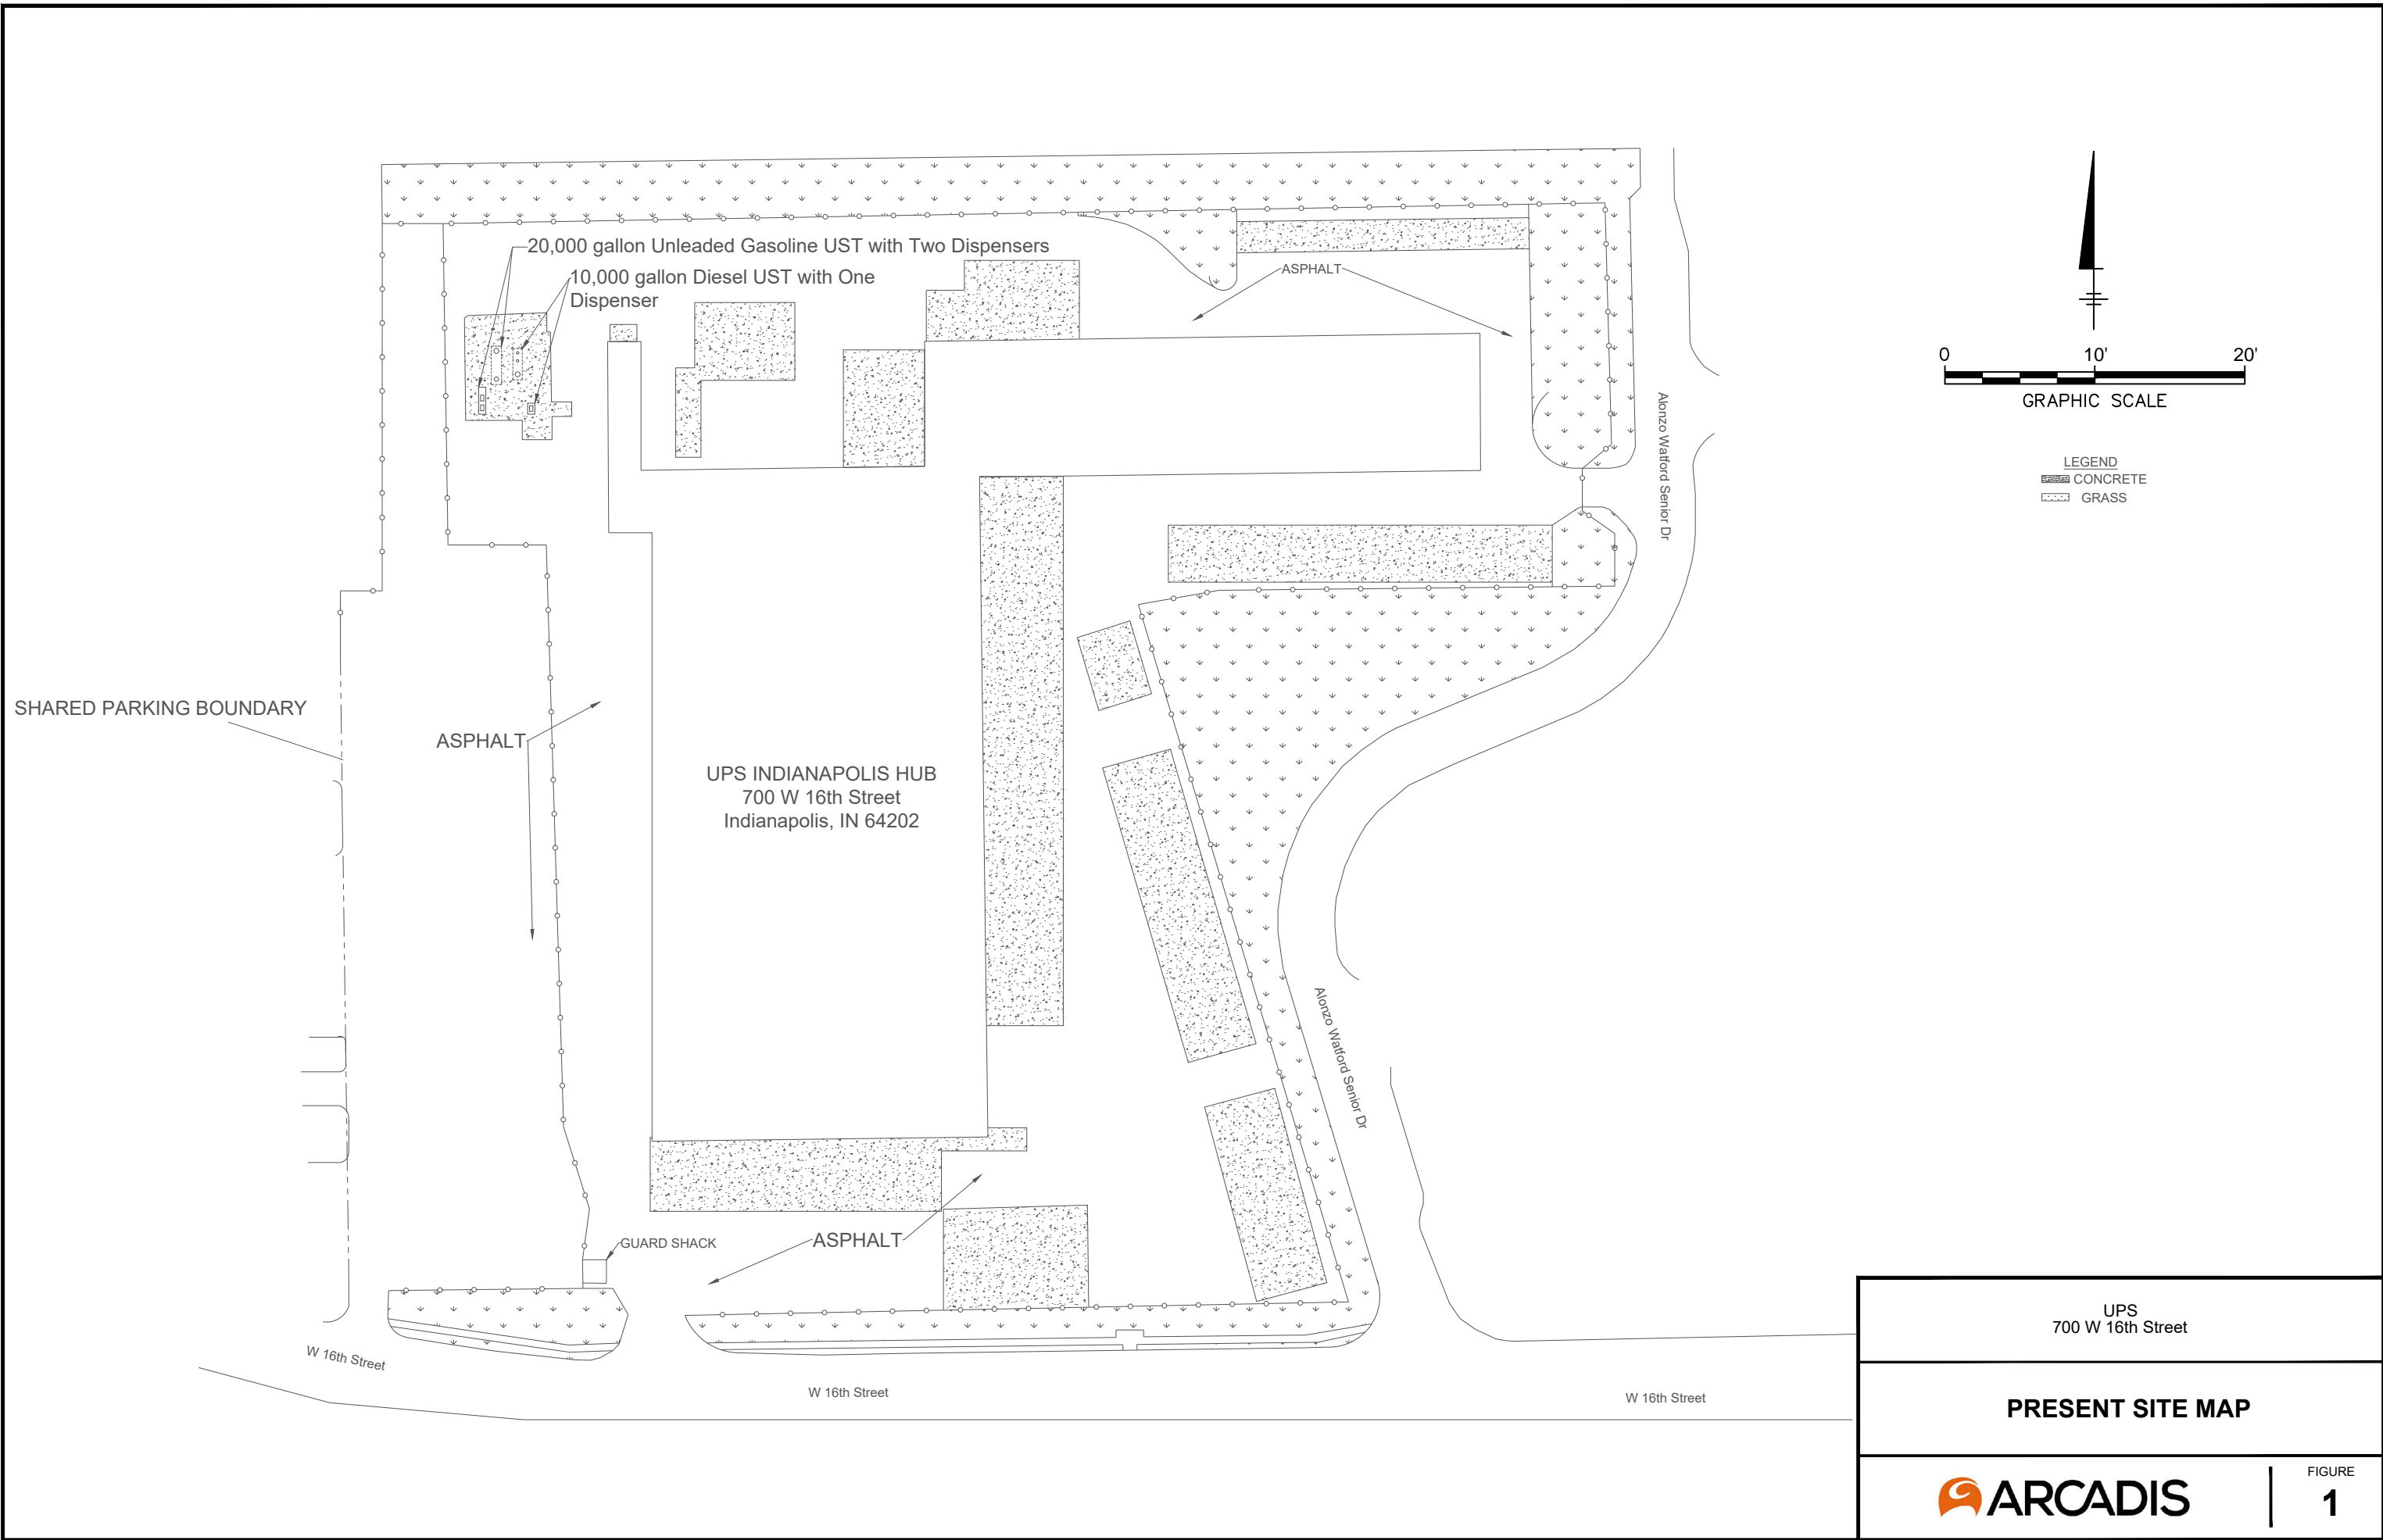 20,000 gallon Unleaded Gasoline UST with Two Dispensers
10,000 gallon Diesel UST with One
Dispenser
ASPHALT
0 10' 20'
GRAPHIC SCALE
LEGEND
CONCRETE
GRASS
Alonzo Watford Senior Dr
SHARED PARKING BOUNDARY
ASPHALT
UPS INDIANAPOLIS HUB
700 W 16th Street
Indianapolis, IN 64202
Alonzo Watford Senior Dr
GUARD SHACK
ASPHALT
W 16th Street
W 16th Street
W 16th Street
UPS
700 W 16th Street
PRESENT SITE MAP
ARCADIS
FIGURE
1